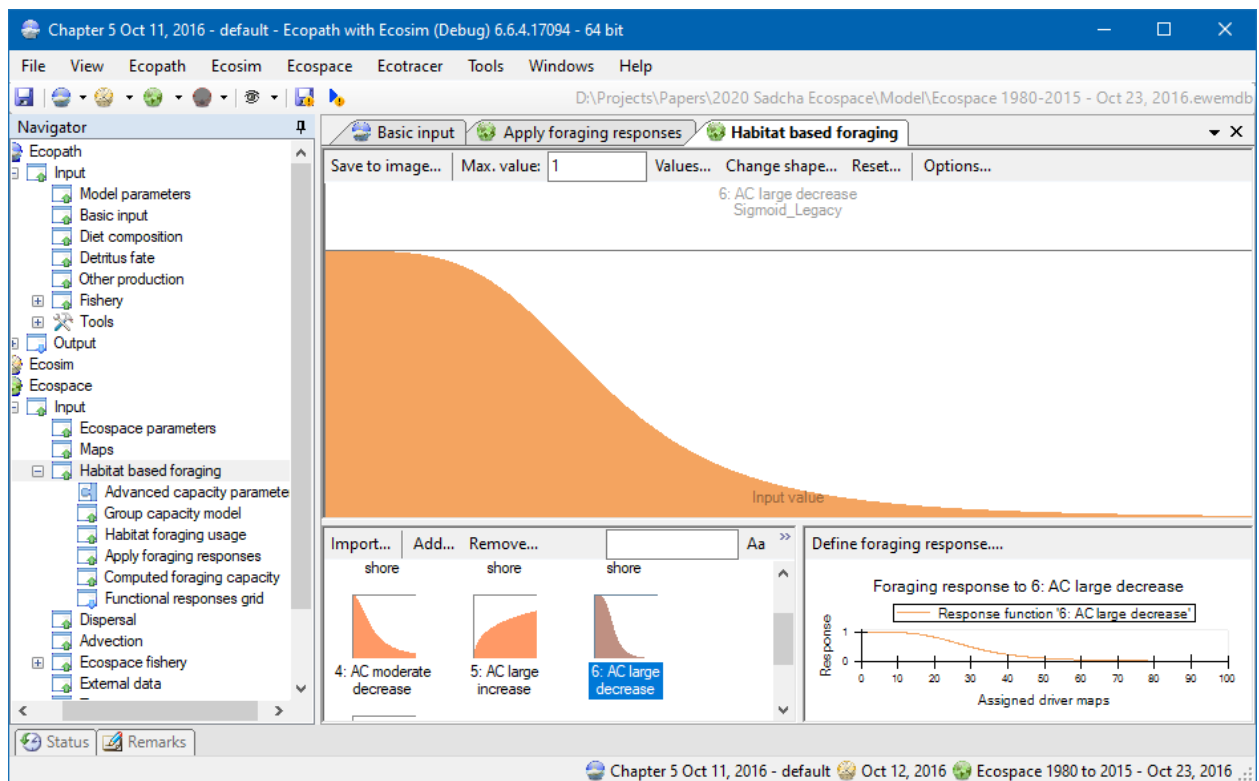 Chapter 5 Oct 11, 2016 - default - Ecopath with Ecosim (Debug) 6.6.4.17094 - 64 bit
File View Ecopath Ecosim Ecospace Ecotracer Tools Windows Help
D:\Projects\Papers\2020 Sadcha Ecospace\Model\Ecospace 1980-2015 - Oct 23, 2016.ewemdb
Navigator
Ecopath
Input
Model parameters
Basic input
Diet composition
Detritus fate
Other production
Fishery
Tools
Output
Ecosim
Ecospace
Input
Ecospace parameters
Maps
Habitat based foraging
Advanced capacity paramete
Group capacity model
Habitat foraging usage
Apply foraging responses
Computed foraging capacity
Functional responses grid
Dispersal
Advection
Ecospace fishery
External data
Basic input Apply foraging responses Habitat based foraging
Save to image... Max. value: 1 Values... Change shape... Reset... Options...
6: AC large decrease
Sigmoid_Legacy
Input value
Import... Add... Remove... Aa
shore shore shore
4: AC moderate decrease
5: AC large increase
6: AC large decrease
Define foraging response....
Foraging response to 6: AC large decrease
Response function '6: AC large decrease'
Response
1
0
0 10 20 30 40 50 60 70 80 90 100
Assigned driver maps
Status Remarks
Chapter 5 Oct 11, 2016 - default Oct 12, 2016 Ecospace 1980 to 2015 - Oct 23, 2016